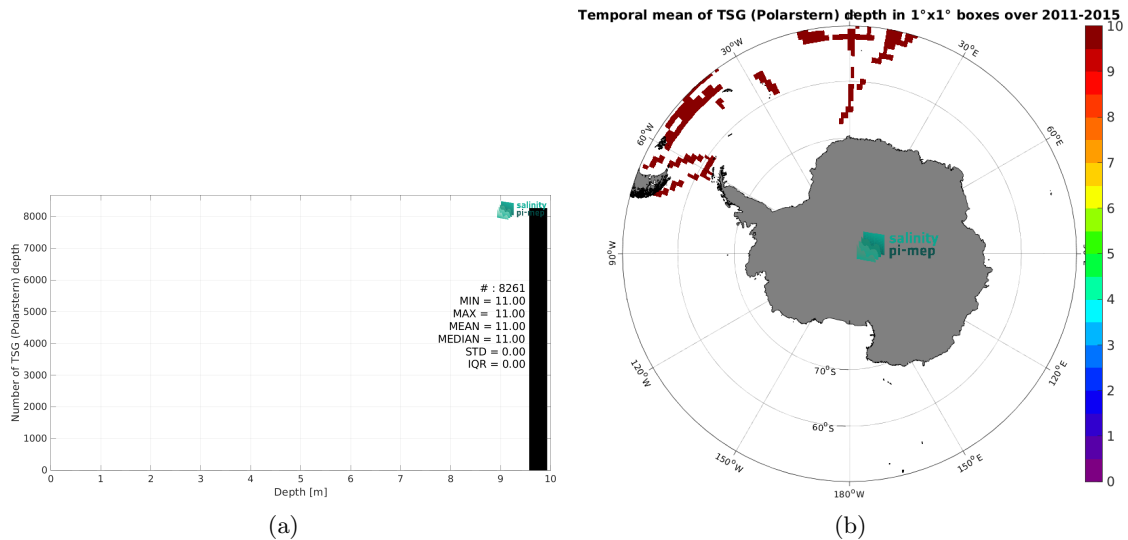 Temporal mean of TSG (Polarstern) depth in 1°x1° boxes over 2011-2015
Number of TSG (Polarstern) depth
8000
7000
6000
5000
4000
3000
2000
1000
0
salinity
pi-mep
# : 8261
MIN = 11.00
MAX = 11.00
MEAN = 11.00
MEDIAN = 11.00
STD = 0.00
IQR = 0.00
0 1 2 3 4 5 6 7 8 9 10
Depth [m]
(a)
30°W
30°E
60°W
60°E
90°W
120°W
120°E
150°W
150°E
180°W
70°S
60°S
salinity
pi-mep
10
9
8
7
6
5
4
3
2
1
0
(b)